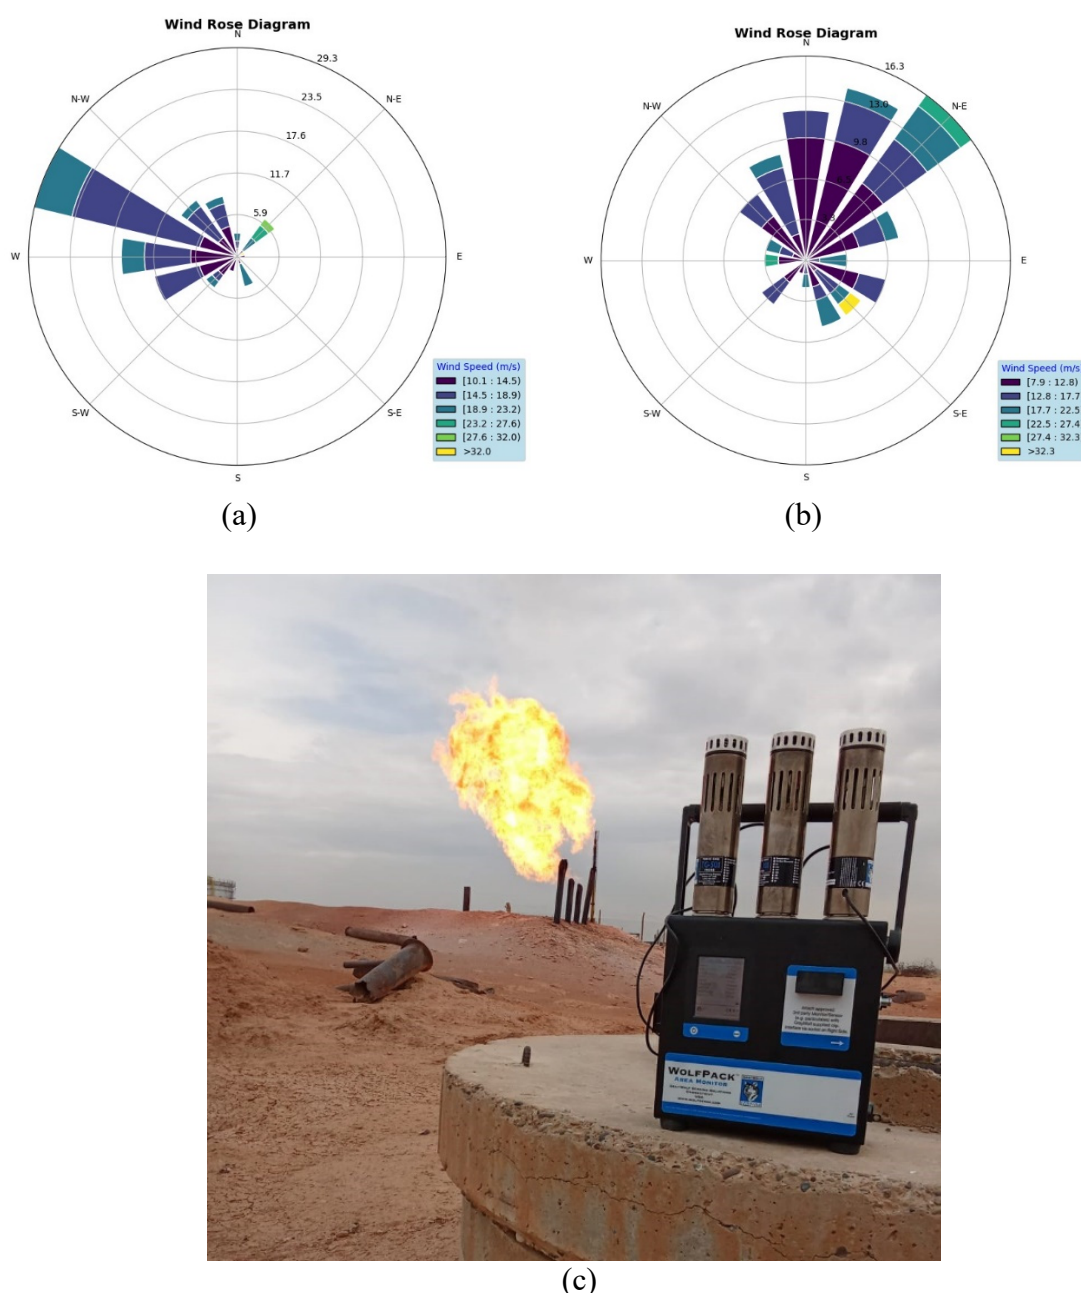 Wind Rose Diagram
N
29.3
N-W
N-E
23.5
17.6
11.7
5.9
W
E
S-W
S-E
S
Wind Speed (m/s)
[10.1 : 14.5)
[14.5 : 18.9)
[18.9 : 23.2)
[23.2 : 27.6)
[27.6 : 32.0)
>32.0
(a)
Wind Rose Diagram
N
16.3
N-W
N-E
13.0
9.8
6.5
W
E
S-W
S-E
S
Wind Speed (m/s
[7.9 : 12.8)
[12.8 : 17.7
[17.7 : 22.5
[22.5 : 27.4
[27.4 : 32.3
>32.3
(b)
WOLFPACK
AREA MONITOR
(c)